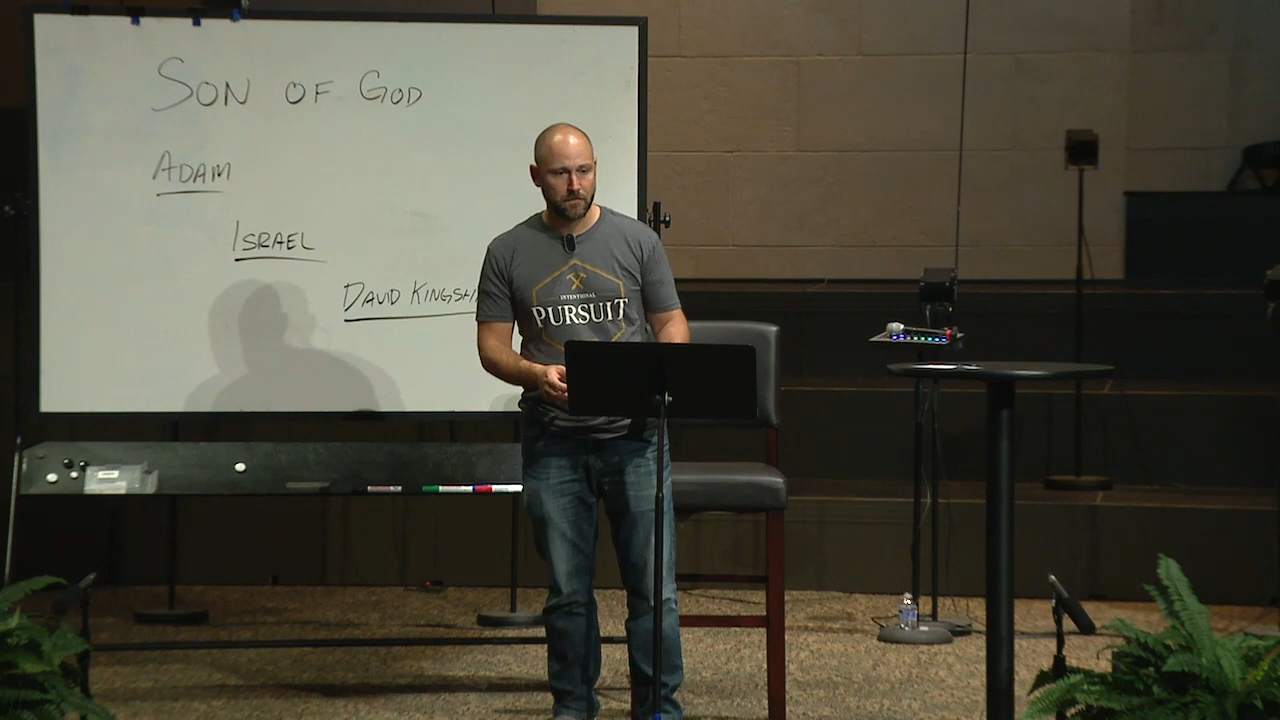 SON OF GOD
ADAM
ISRAEL
DAVID KINGSH
INTENTIONAL
PURSUIT